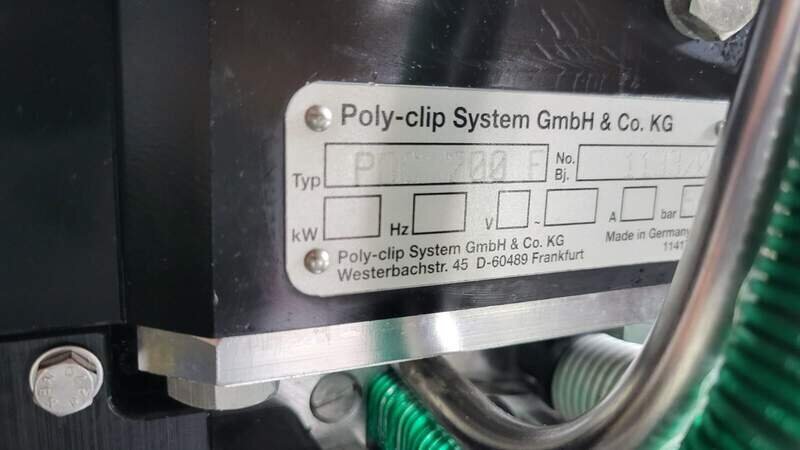 Poly-clip System GmbH & Co. KG
Typ 700 F No. Bj.
kW Hz V ~ A bar
Poly-clip System GmbH & Co. KG
Westerbachstr. 45 D-60489 Frankfurt
Made in Germany